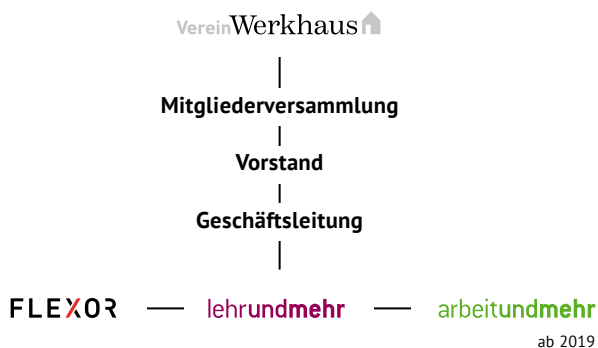 VereinWerkhaus
Mitgliederversammlung
Vorstand
Geschäftsleitung
FLEXOR lehrundmehr arbeitundmehr
ab 2019